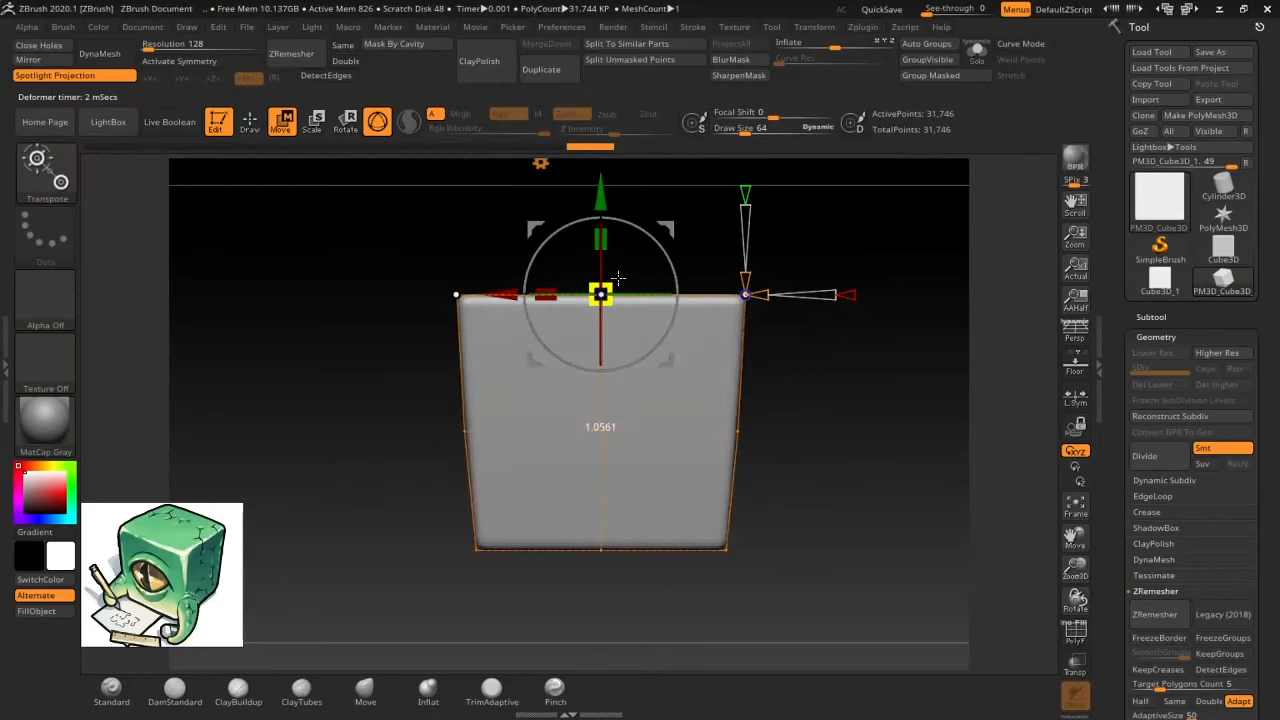 ZBrush 2020.1 [ZBrush] ZBrush Document .. • Free Mem 10.137GB • Active Mem 826 • Scratch Disk 48 • Timer▶0.001 • PolyCount▶31,744 KP • MeshCount▶1 AC QuickSave See-through 0 Menus DefaultZScript
Alpha Brush Color Document Draw Edit File Layer Light Macro Marker Material Movie Picker Preferences Render Stencil Stroke Texture Tool Transform Zplugin Zscript Help
Close Holes
Mirror
Spotlight Projection
DynaMesh
Resolution 128
Activate Symmetry
(R)
ZRemesher
Same
Double
DetectEdges
Mask By Cavity
ClayPolish
MergeDown
Duplicate
Split To Similar Parts
Split Unmasked Points
ProjectAll
BlurMask
SharpenMask
Inflate
Curve Res
Auto Groups
GroupVisible
Group Masked
Dynamic
Solo
Curve Mode
Weld Points
Stretch
Deformer timer: 2 mSecs
Home Page LightBox Live Boolean Edit Draw Move Scale Rotate
A Mrgb M Zsub Zcut
Rgb Intensity Z Intensity
Focal Shift 0
Draw Size 64 Dynamic
ActivePoints: 31,746
TotalPoints: 31,746
Transpose
Dots
Alpha Off
Texture Off
MatCap Gray
Gradient
SwitchColor
Alternate
FillObject
1.0561
Standard DamStandard ClayBuildup ClayTubes Move Inflat TrimAdaptive Pinch
BPR
SPix 3
Scroll
Zoom
Actual
AAHalf
Persp
Floor
L.Sym
XYZ
Frame
Move
Zoom3D
Rotate
PolyF
Transp
Tool
Load Tool Save As
Load Tools From Project
Copy Tool Paste Tool
Import Export
Clone Make PolyMesh3D
GoZ All Visible R
Lightbox▶Tools
PM3D_Cube3D_1. 49 R
PM3D_Cube3D
Cylinder3D
PolyMesh3D
SimpleBrush Cube3D
Cube3D_1 PM3D_Cube3D_
Subtool
Geometry
Lower Res Higher Res
SDiv Cage Rstr
Del Lower Del Higher
Freeze SubDivision Levels
Reconstruct Subdiv
Convert BPR To Geo
Divide Smt
Suv ReUV
Dynamic Subdiv
EdgeLoop
Crease
ShadowBox
ClayPolish
DynaMesh
Tessimate
ZRemesher
ZRemesher Legacy (2018)
FreezeBorder FreezeGroups
SmoothGroups KeepGroups
KeepCreases DetectEdges
Target Polygons Count 5
Half Same Double Adapt
AdaptiveSize 50